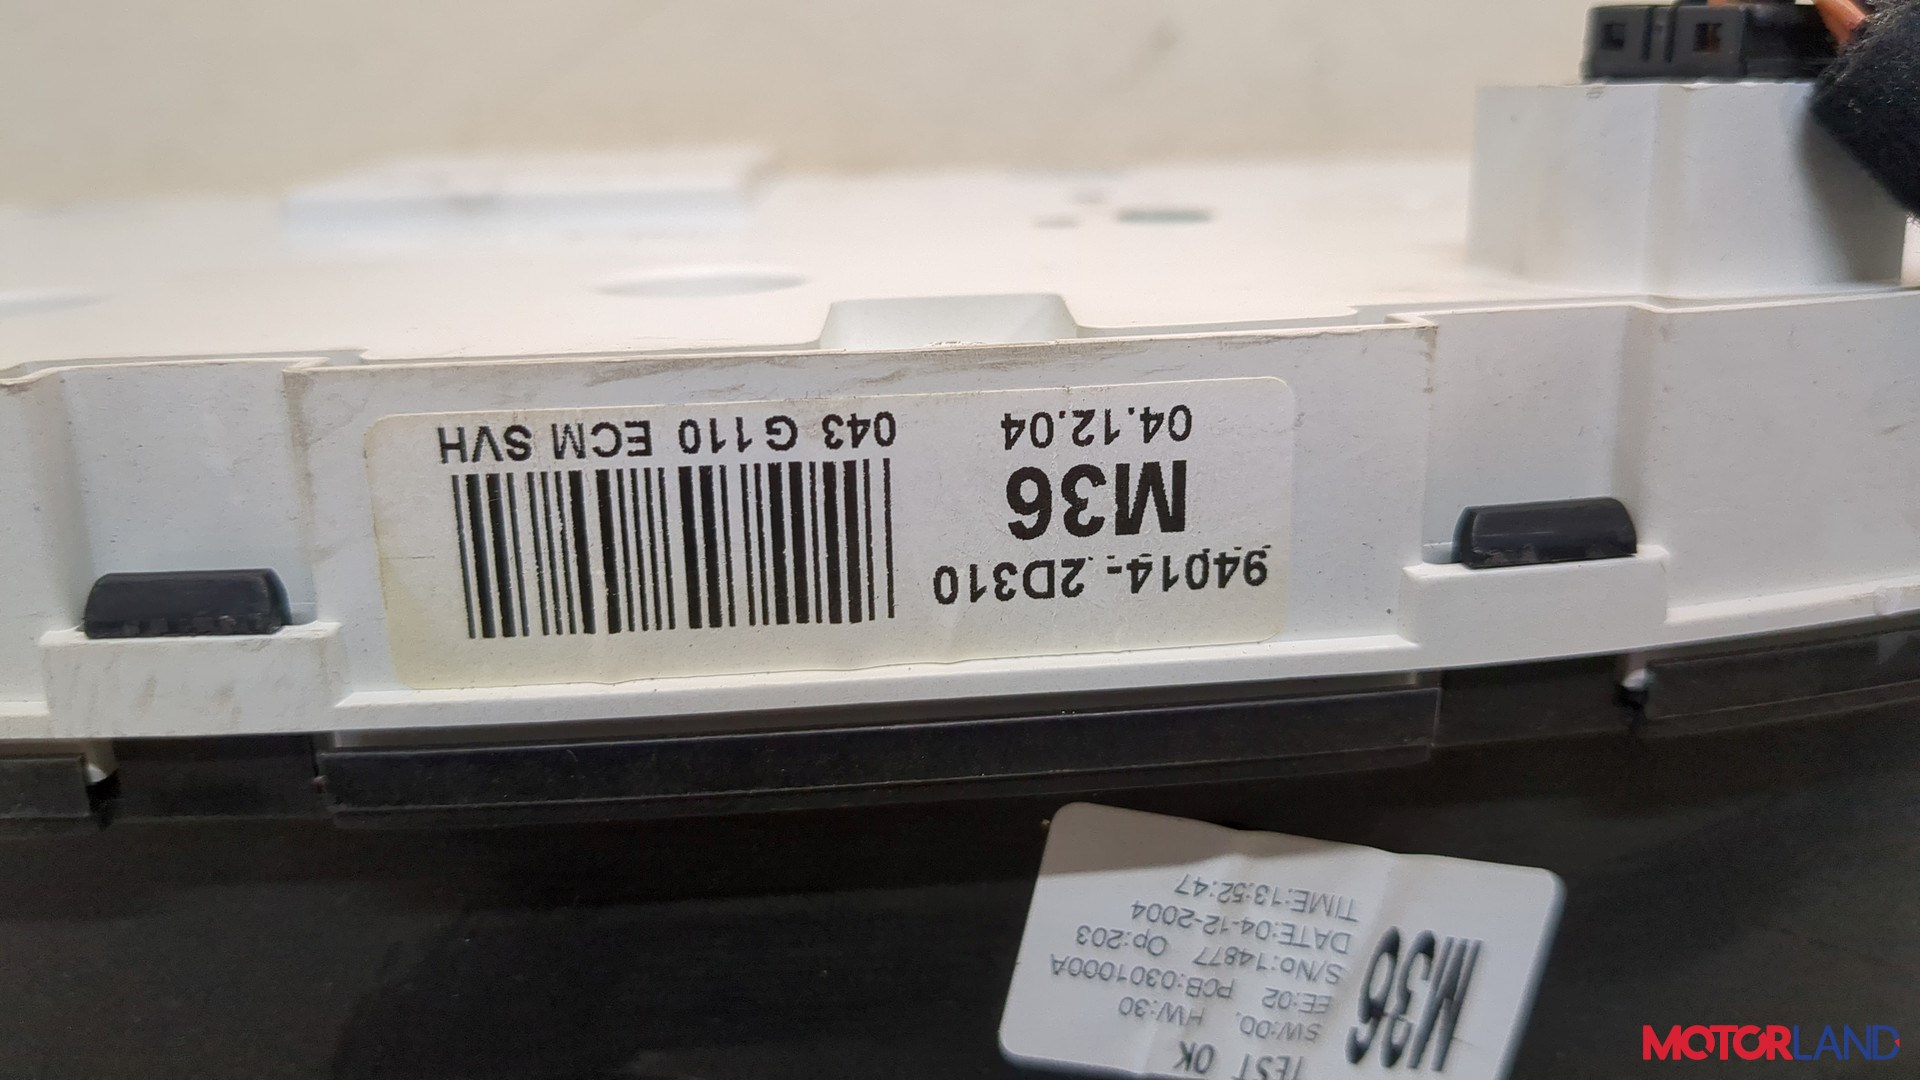 94014- 2D310
M36
04.12.04
043 G110 ECM SVH
M36
TEST OK
SW:00, HW:30
EE:02 PCB:0301000A
S/No:14877 Op:203
DATE:04-12-2004
TIME:13:52:47
MOTORLAND